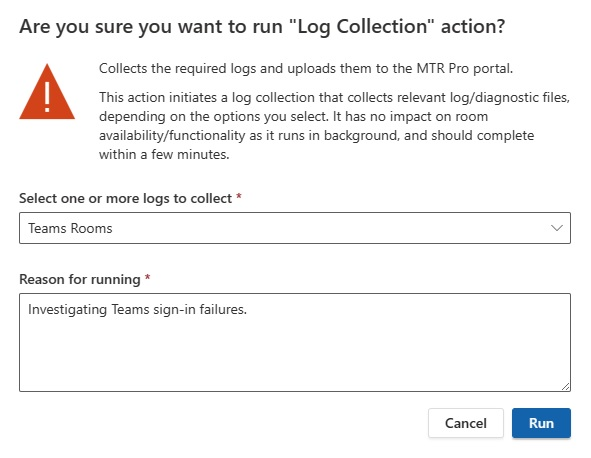 Are you sure you want to run "Log Collection" action?
Collects the required logs and uploads them to the MTR Pro portal.
This action initiates a log collection that collects relevant log/diagnostic files,
depending on the options you select. It has no impact on room
availability/functionality as it runs in background, and should complete
within a few minutes.
Select one or more logs to collect *
Teams Rooms
Reason for running *
Investigating Teams sign-in failures.
Cancel
Run